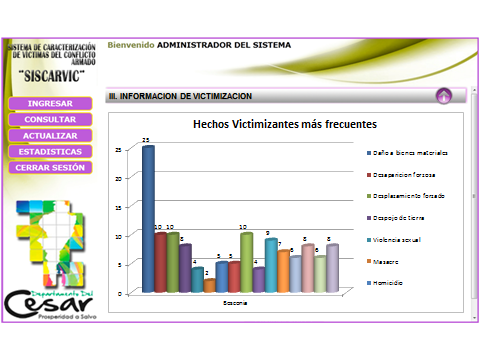 SISTEMA DE CARACTERIZACIÓN
DE VICTIMAS DEL CONFLICTO
ARMADO
"SISCARVIC"
Bienvenido ADMINISTRADOR DEL SISTEMA
INGRESAR
CONSULTAR
ACTUALIZAR
ESTADISTICAS
CERRAR SESIÓN
III. INFORMACION DE VICTIMIZACION
Hechos Victimizantes más frecuentes
25
20
15
10
5
0
25
10
10
8
4
2
5
5
10
4
9
7
6
8
6
8
Bosconia
Daño a bienes materiales
Desaparicion forzosa
Desplazamiento forzado
Despojo de tierra
Violencia sexual
Masacre
Homicidio
Departamento Del
Cesar
Prosperidad a Salvo